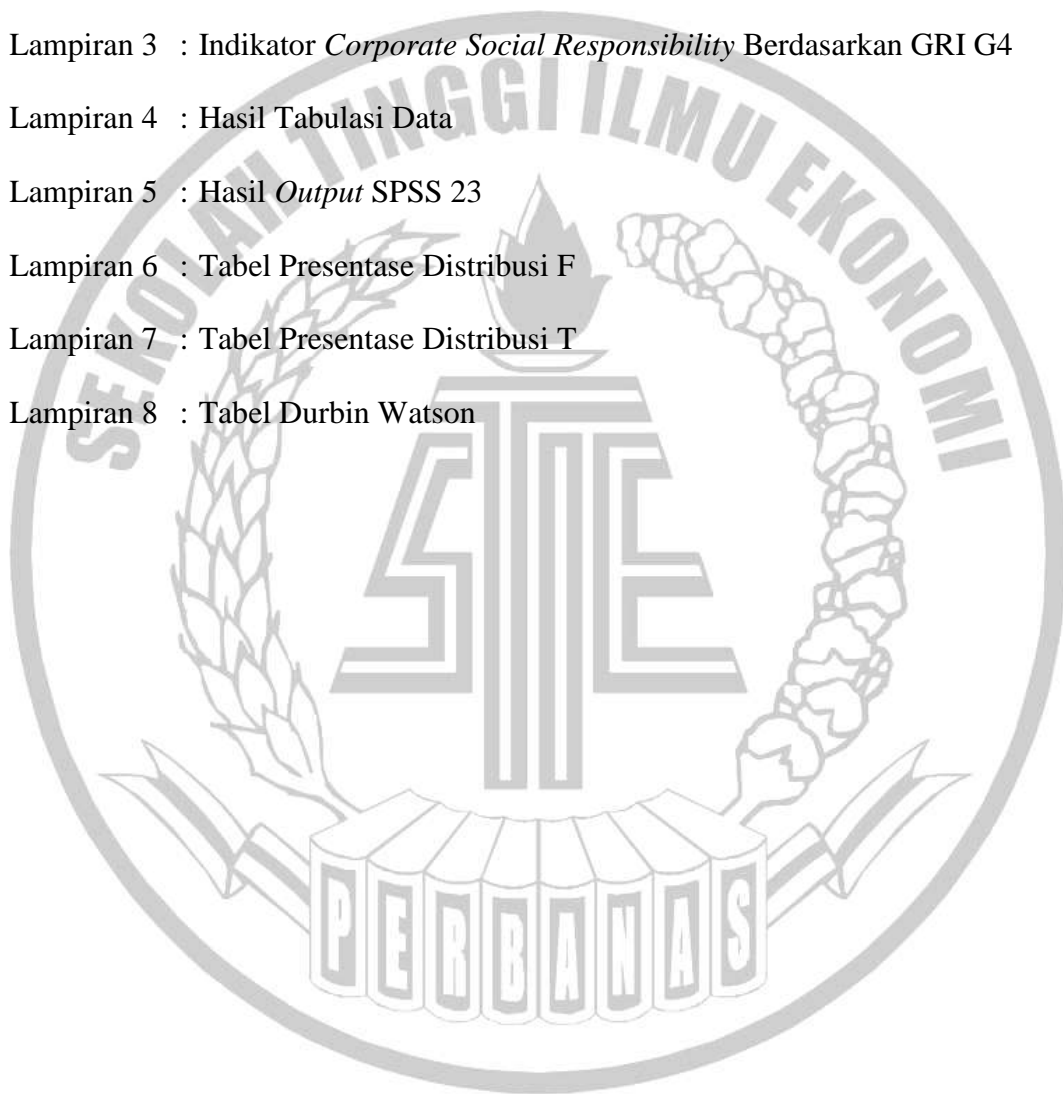 Lampiran 3 : Indikator Corporate Social Responsibility Berdasarkan GRI G4
Lampiran 4 : Hasil Tabulasi Data
Lampiran 5 : Hasil Output SPSS 23
Lampiran 6 : Tabel Presentase Distribusi F
Lampiran 7 : Tabel Presentase Distribusi T
Lampiran 8 : Tabel Durbin Watson
SEKOLAH TINGGI ILMU EKONOMI
STIE
PERBANAS